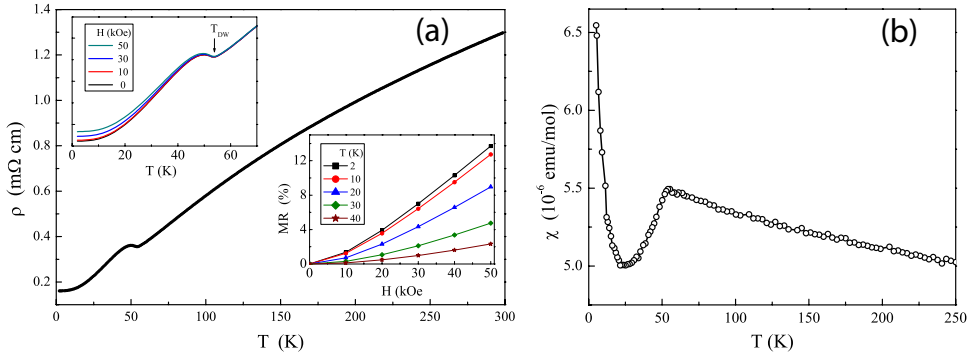 (a)
H (kOe)
50
30
10
0
T_DW
0 20 40 60
T (K)
ρ (mΩ cm)
1.4
1.2
1.0
0.8
0.6
0.4
0.2
T (K)
2
10
20
30
40
MR (%)
12
8
4
0
0 10 20 30 40 50
H (kOe
0 50 100 150 200 250 300
T (K)
(b)
χ (10⁻⁶ emu/mol)
6.5
6.0
5.5
5.0
0 50 100 150 200 250
T (K)